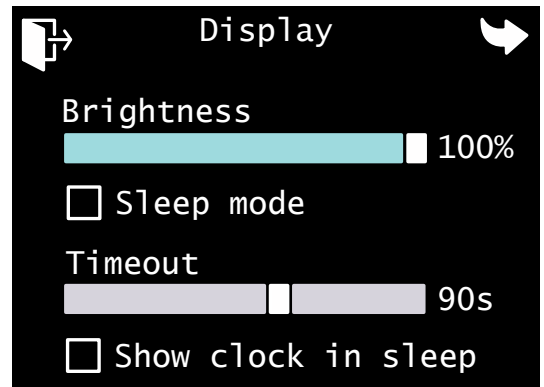 Display
Brightness
100%
Sleep mode
Timeout
90s
Show clock in sleep